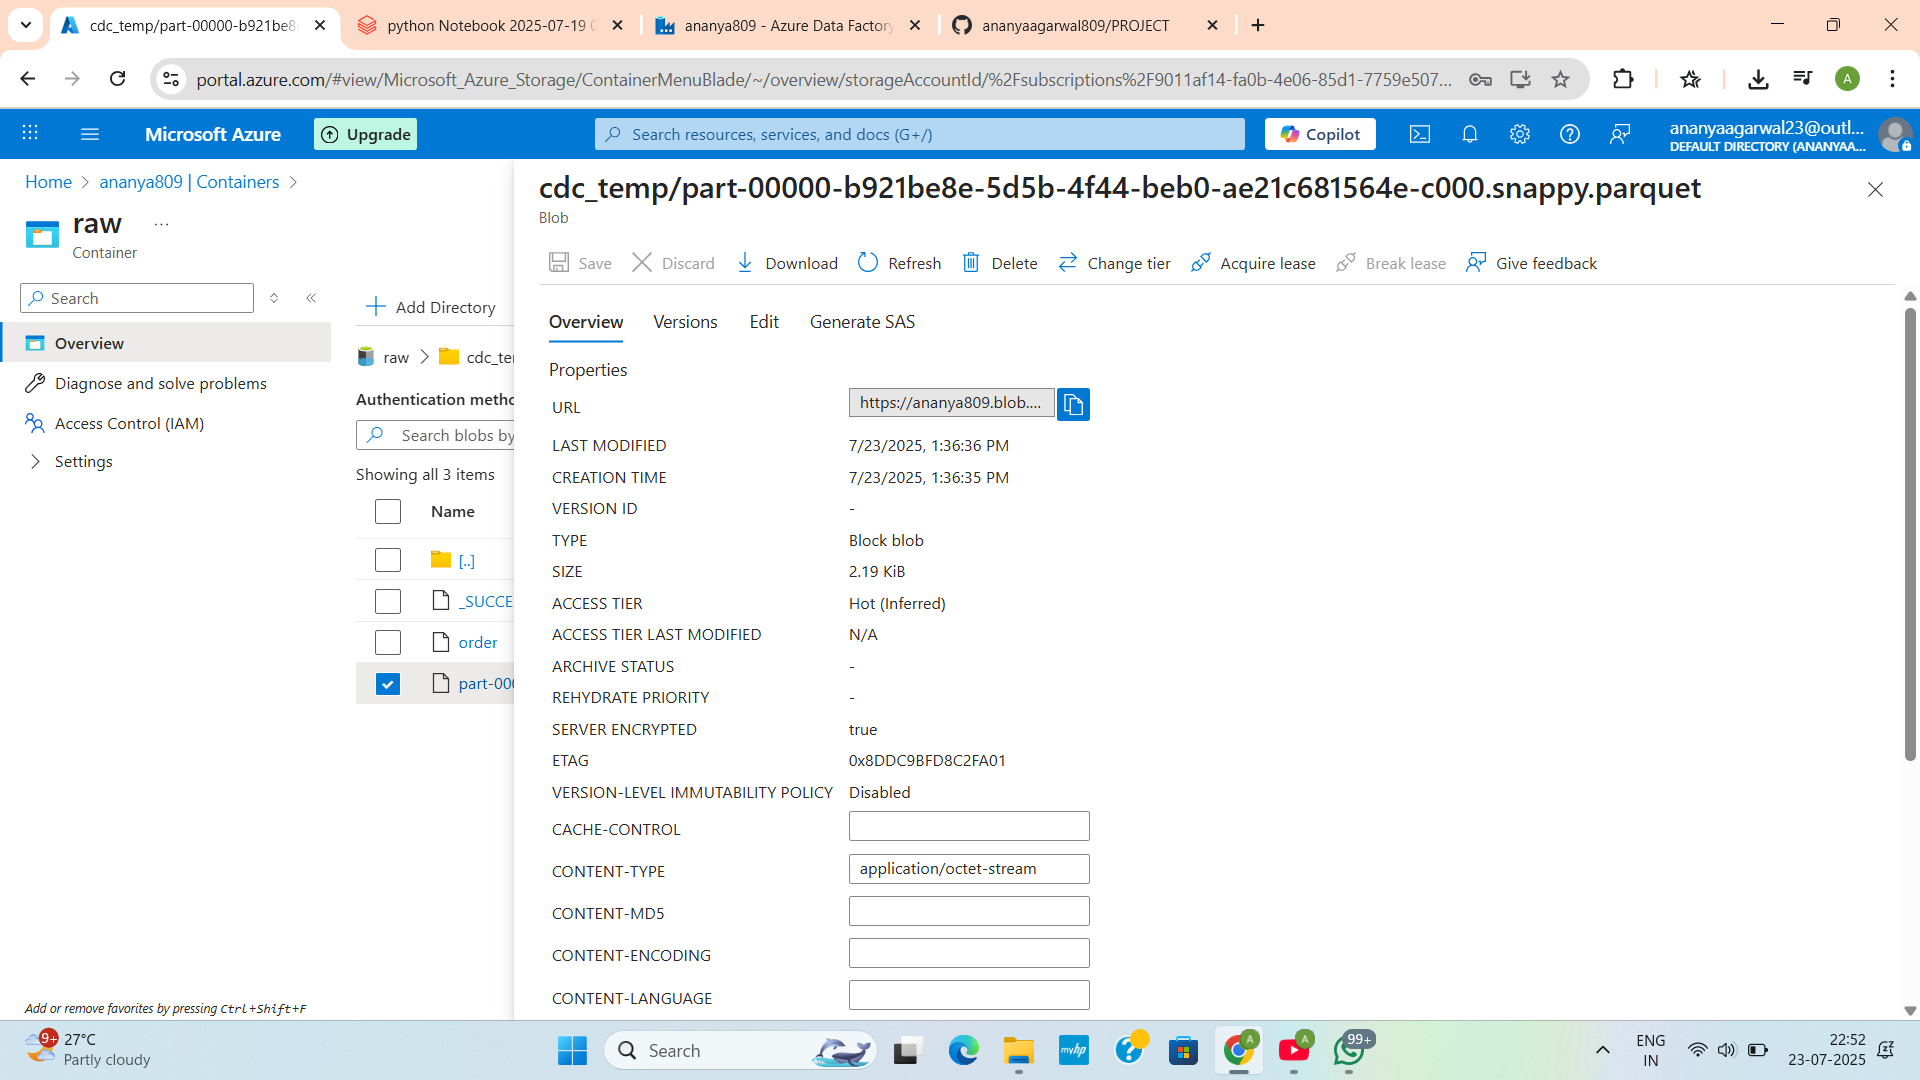 cdc_temp/part-00000-b921be8
python Notebook 2025-07-19
ananya809 - Azure Data Factory
ananyaagarwal809/PROJECT
portal.azure.com/#view/Microsoft_Azure_Storage/ContainerMenuBlade/~/overview/storageAccountId/%2Fsubscriptions%2F9011af14-fa0b-4e06-85d1-7759e507...
A
Microsoft Azure
Upgrade
Search resources, services, and docs (G+/)
Copilot
ananyaagarwal23@outl...
DEFAULT DIRECTORY (ANANYAA...
Home > ananya809 | Containers >
raw
...
Container
Search
Overview
Diagnose and solve problems
Access Control (IAM)
Settings
Add or remove favorites by pressing Ctrl+Shift+F
Add Directory
raw > cdc_te
Authentication metho
Search blobs by
Showing all 3 items
Name
[..]
_SUCCE
order
part-000
cdc_temp/part-00000-b921be8e-5d5b-4f44-beb0-ae21c681564e-c000.snappy.parquet
Blob
Save
Discard
Download
Refresh
Delete
Change tier
Acquire lease
Break lease
Give feedback
Overview
Versions
Edit
Generate SAS
Properties
URL https://ananya809.blob....
LAST MODIFIED 7/23/2025, 1:36:36 PM
CREATION TIME 7/23/2025, 1:36:35 PM
VERSION ID -
TYPE Block blob
SIZE 2.19 KiB
ACCESS TIER Hot (Inferred)
ACCESS TIER LAST MODIFIED N/A
ARCHIVE STATUS -
REHYDRATE PRIORITY -
SERVER ENCRYPTED true
ETAG 0x8DDC9BFD8C2FA01
VERSION-LEVEL IMMUTABILITY POLICY Disabled
CACHE-CONTROL
CONTENT-TYPE application/octet-stream
CONTENT-MD5
CONTENT-ENCODING
CONTENT-LANGUAGE
9+
27°C
Partly cloudy
Search
myhp
A
A
99+
ENG
IN
22:52
23-07-2025